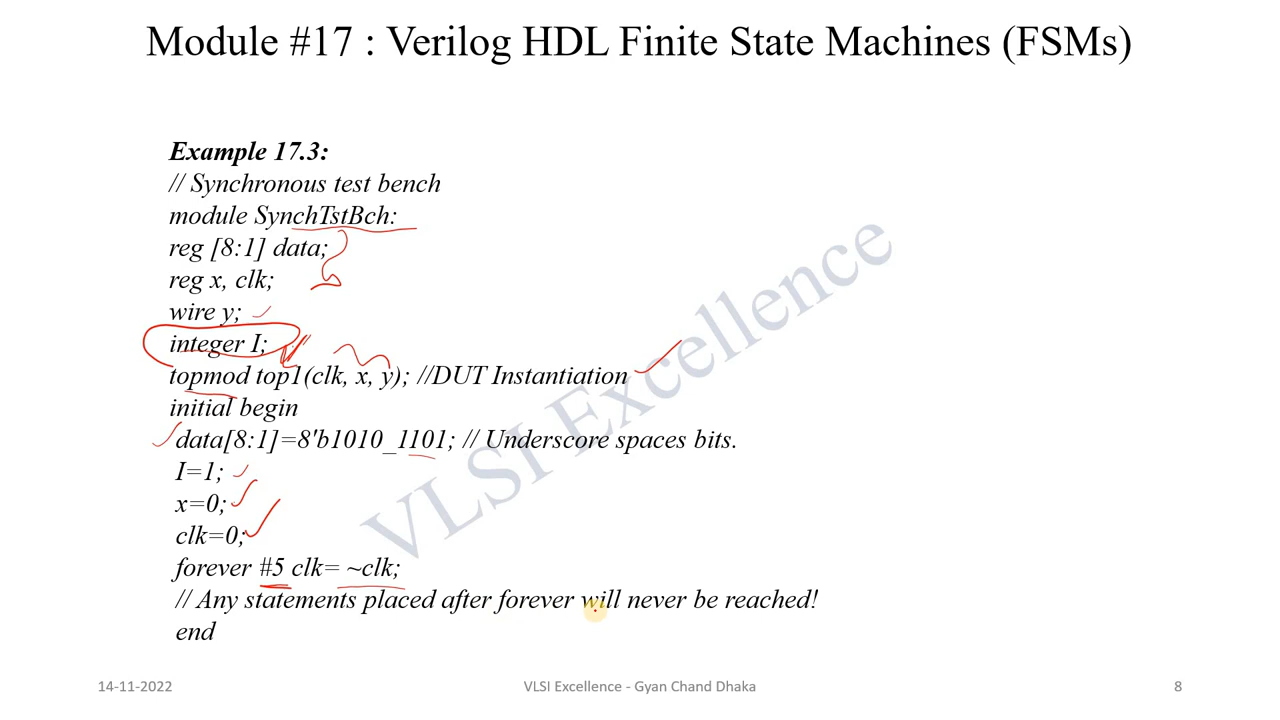 Module #17 : Verilog HDL Finite State Machines (FSMs)
Example 17.3:
// Synchronous test bench
module SynchTstBch:
reg [8:1] data;
reg x, clk;
wire y;
integer I;
topmod top1(clk, x, y); //DUT Instantiation
initial begin
data[8:1]=8'b1010_1101; // Underscore spaces bits.
I=1;
x=0;
clk=0;
forever #5 clk= ~clk;
// Any statements placed after forever will never be reached!
end
VLSI Excellence
14-11-2022
VLSI Excellence - Gyan Chand Dhaka
8